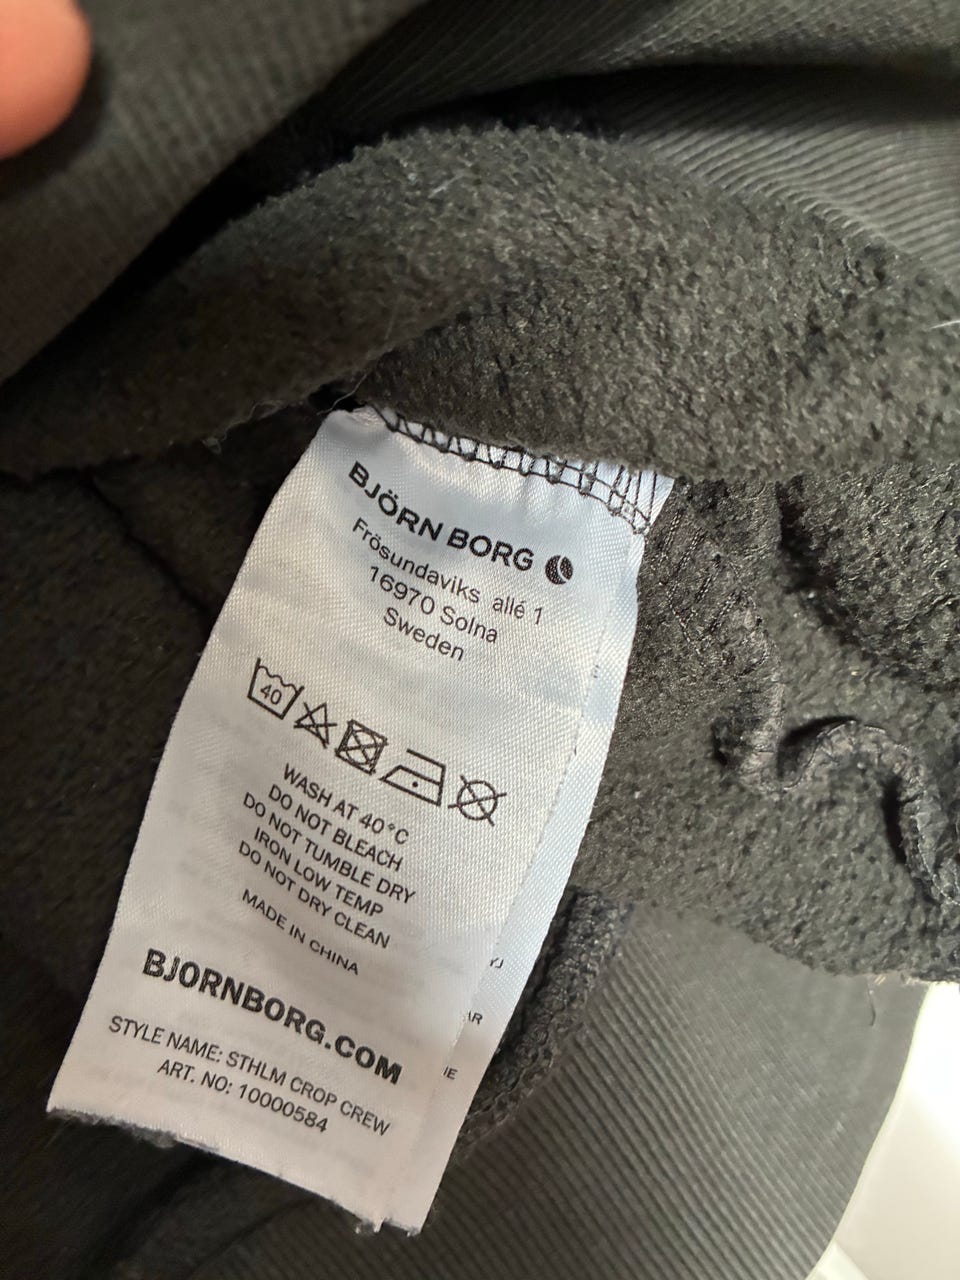 BJÖRN BORG
Frösundaviks allé 1
16970 Solna
Sweden
40
WASH AT 40°C
DO NOT BLEACH
DO NOT TUMBLE DRY
IRON LOW TEMP
DO NOT DRY CLEAN
MADE IN CHINA
BJORNBORG.COM
STYLE NAME: STHLM CROP CREW
ART. NO: 10000584